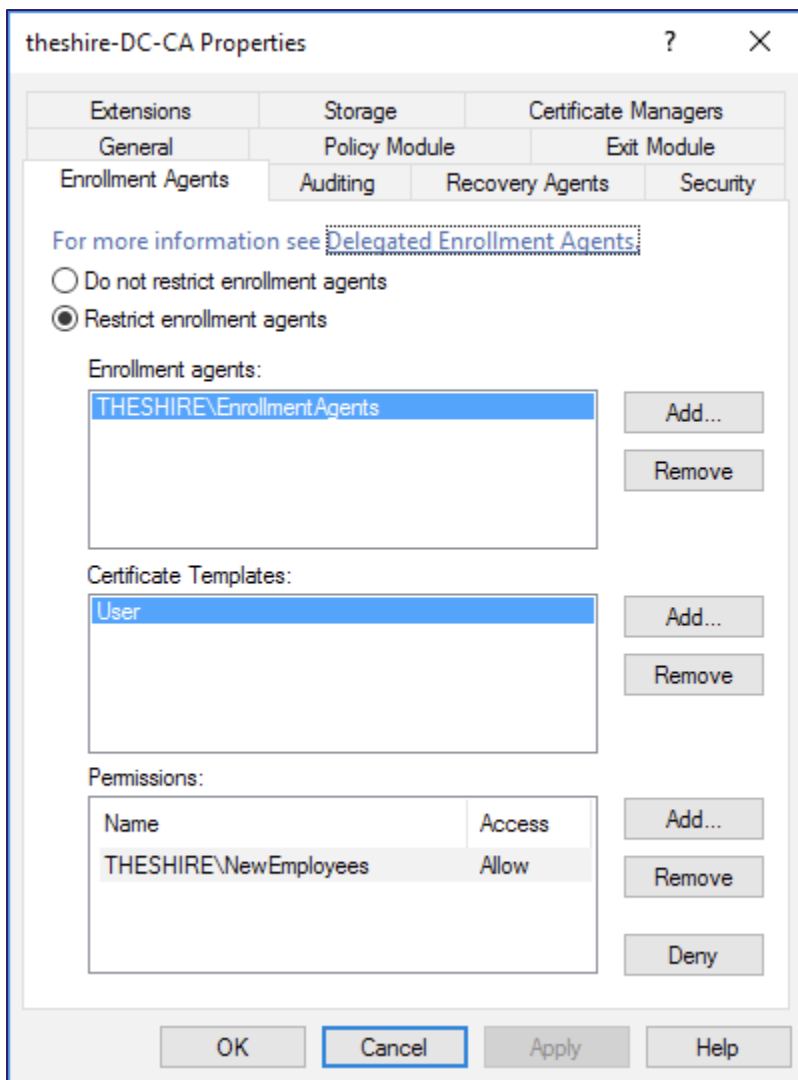 theshire-DC-CA Properties
? X
Extensions Storage Certificate Managers
General Policy Module Exit Module
Enrollment Agents Auditing Recovery Agents Security
For more information see Delegated Enrollment Agents.
Do not restrict enrollment agents
Restrict enrollment agents
Enrollment agents:
THESHIRE\EnrollmentAgents
Add...
Remove
Certificate Templates:
User
Add...
Remove
Permissions:
Name Access
THESHIRE\NewEmployees Allow
Add...
Remove
Deny
OK Cancel Apply Help